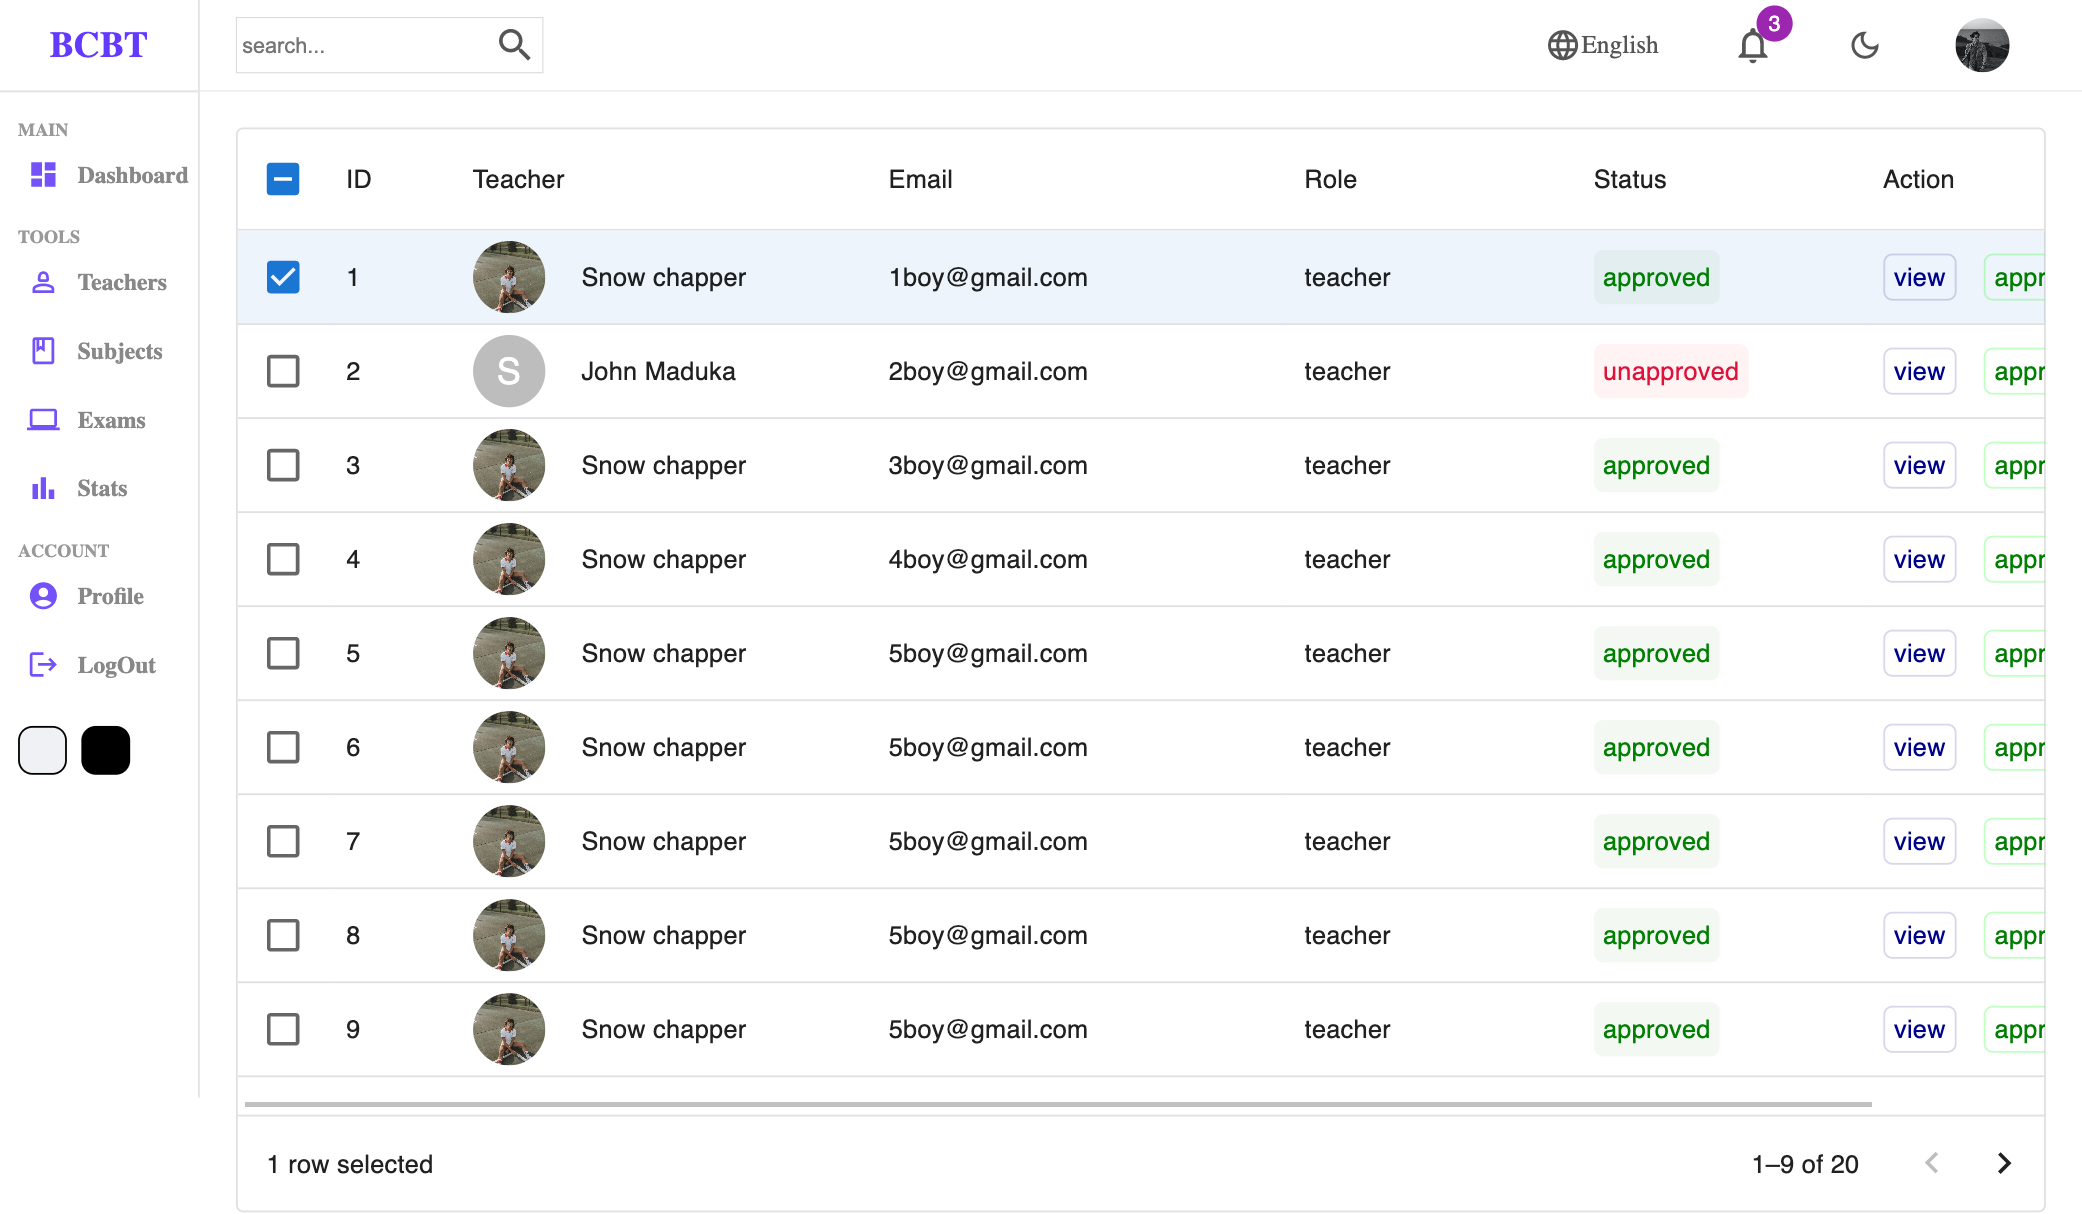 BCBT
search...
English
3
MAIN
Dashboard
TOOLS
Teachers
Subjects
Exams
Stats
ACCOUNT
Profile
LogOut
ID Teacher Email Role Status Action
1 Snow chapper 1boy@gmail.com teacher approved view appr
2 S John Maduka 2boy@gmail.com teacher unapproved view appr
3 Snow chapper 3boy@gmail.com teacher approved view appr
4 Snow chapper 4boy@gmail.com teacher approved view appr
5 Snow chapper 5boy@gmail.com teacher approved view appr
6 Snow chapper 5boy@gmail.com teacher approved view appr
7 Snow chapper 5boy@gmail.com teacher approved view appr
8 Snow chapper 5boy@gmail.com teacher approved view appr
9 Snow chapper 5boy@gmail.com teacher approved view appr
1 row selected
1–9 of 20